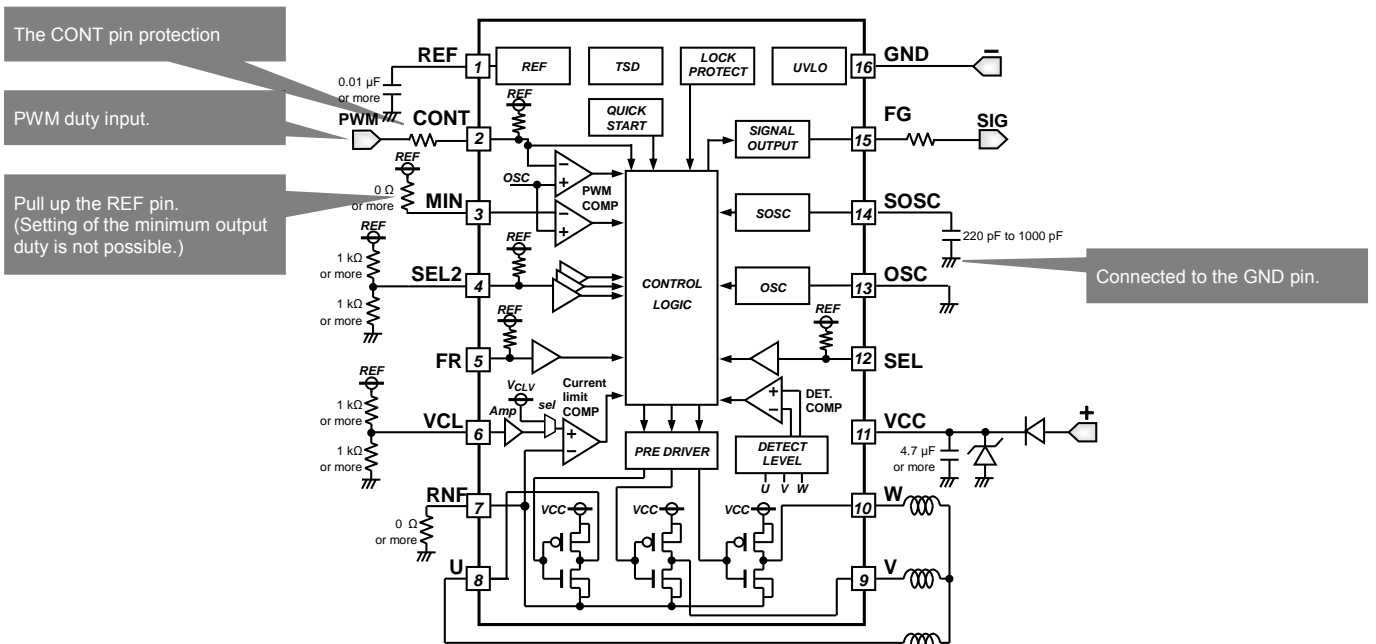 The CONT pin protection
PWM duty input.
Pull up the REF pin.
(Setting of the minimum output
duty is not possible.)
Connected to the GND pin.
REF
1
0.01 µF
or more
PWM
CONT
2
REF
0 Ω
or more
MIN
3
REF
1 kΩ
or more
SEL2
4
1 kΩ
or more
FR
5
REF
1 kΩ
or more
VCL
6
1 kΩ
or more
RNF
7
0 Ω
or more
U
8
REF
TSD
LOCK
PROTECT
UVLO
REF
QUICK
START
SIGNAL
OUTPUT
OSC
PWM
COMP
REF
SOSC
CONTROL
LOGIC
OSC
REF
REF
VCLV
Amp
sel
Current
limit
COMP
DET.
COMP
PRE DRIVER
DETECT
LEVEL
U V W
VCC
VCC
VCC
16
GND
–
15
FG
SIG
14
SOSC
220 pF to 1000 pF
13
OSC
12
SEL
11
VCC
+
4.7 µF
or more
10
W
9
V